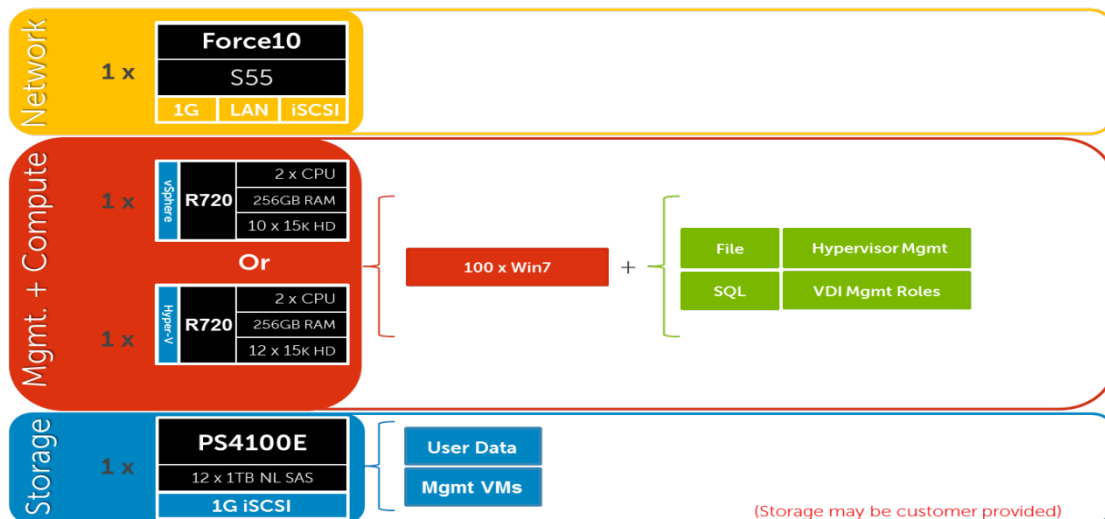 Network
1 x
Force10
S55
1G LAN iSCSI
Mgmt. + Compute
1 x
vSphere
R720
2 x CPU
256GB RAM
10 x 15K HD
Or
1 x
Hyper-V
R720
2 x CPU
256GB RAM
12 x 15K HD
100 x Win7
+
File Hypervisor Mgmt
SQL VDI Mgmt Roles
Storage
1 x
PS4100E
12 x 1TB NL SAS
1G iSCSI
User Data
Mgmt VMs
(Storage may be customer provided)